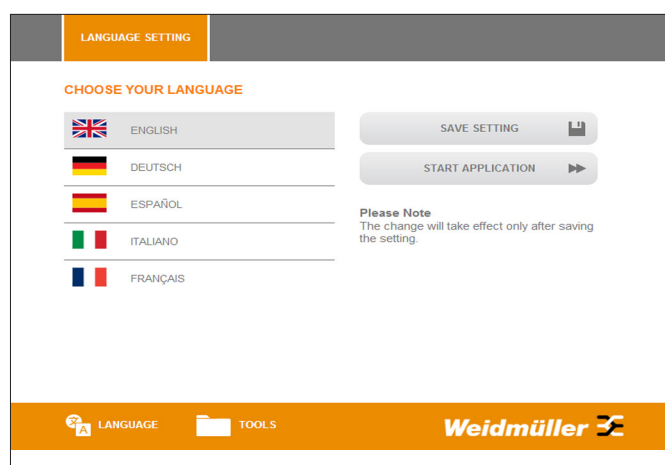 LANGUAGE SETTING
CHOOSE YOUR LANGUAGE
ENGLISH
DEUTSCH
ESPAÑOL
ITALIANO
FRANÇAIS
SAVE SETTING
START APPLICATION
Please Note
The change will take effect only after saving
the setting.
LANGUAGE
TOOLS
Weidmüller